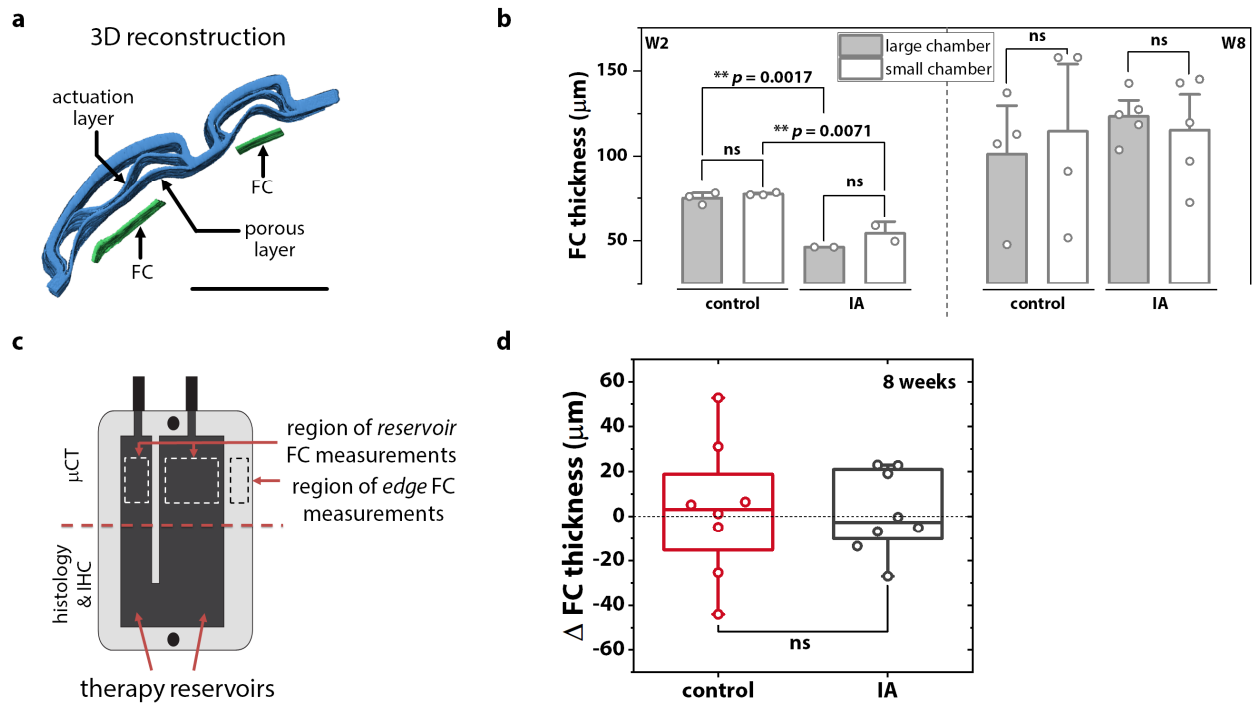 a
3D reconstruction
actuation
layer
FC
porous
layer
FC
b
W2
large chamber
small chamber
W8
FC thickness (μm)
150
100
50
** p = 0.0017
** p = 0.0071
ns
ns
ns
ns
control
IA
control
IA
c
μCT
histology
& IHC
region of reservoir
FC measurements
region of edge FC
measurements
therapy reservoirs
d
8 weeks
Δ FC thickness (μm)
60
40
20
0
-20
-40
-60
ns
control
IA